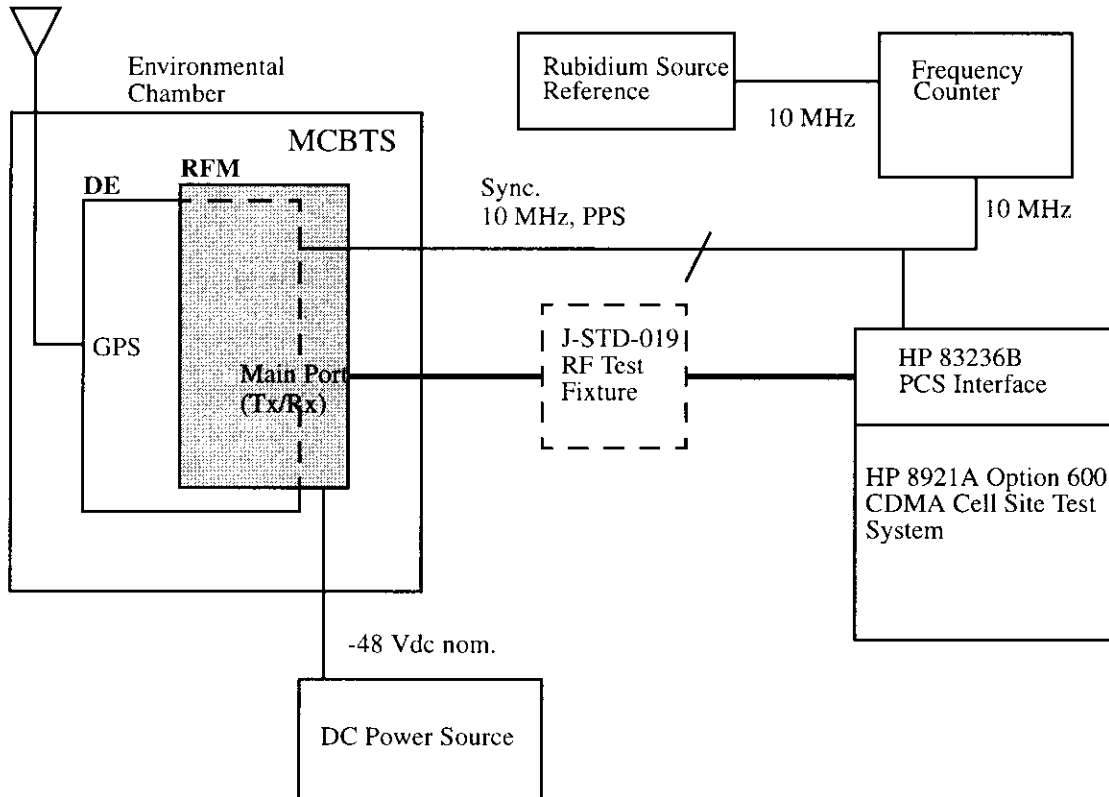 Environmental
Chamber
MCBTS
RFM
DE
GPS
Main Port
(Tx/Rx)
Sync.
10 MHz, PPS
Rubidium Source
Reference
10 MHz
Frequency
Counter
10 MHz
J-STD-019
RF Test
Fixture
HP 83236B
PCS Interface
HP 8921A Option 600
CDMA Cell Site Test
System
-48 Vdc nom.
DC Power Source